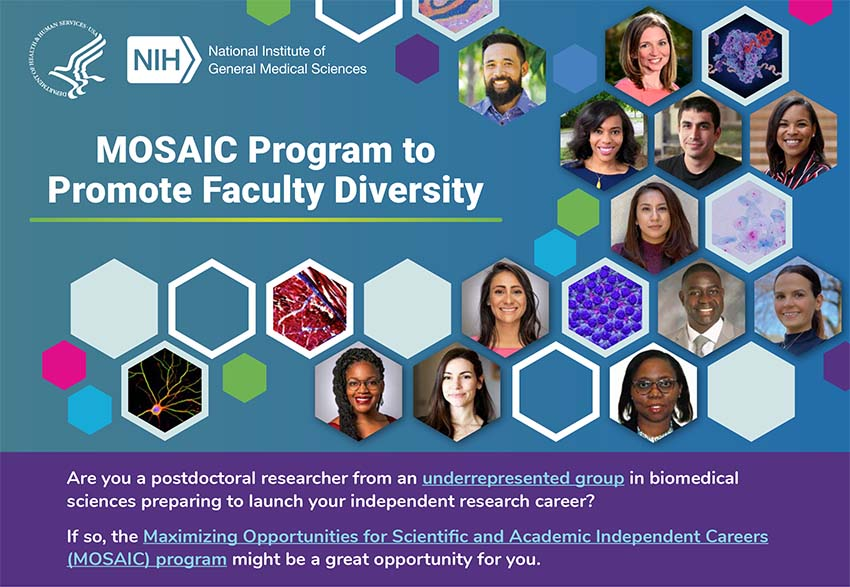 DEPARTMENT OF HEALTH & HUMAN SERVICES · USA
NIH
National Institute of
General Medical Sciences
MOSAIC Program to
Promote Faculty Diversity
Are you a postdoctoral researcher from an underrepresented group in biomedical
sciences preparing to launch your independent research career?
If so, the Maximizing Opportunities for Scientific and Academic Independent Careers
(MOSAIC) program might be a great opportunity for you.